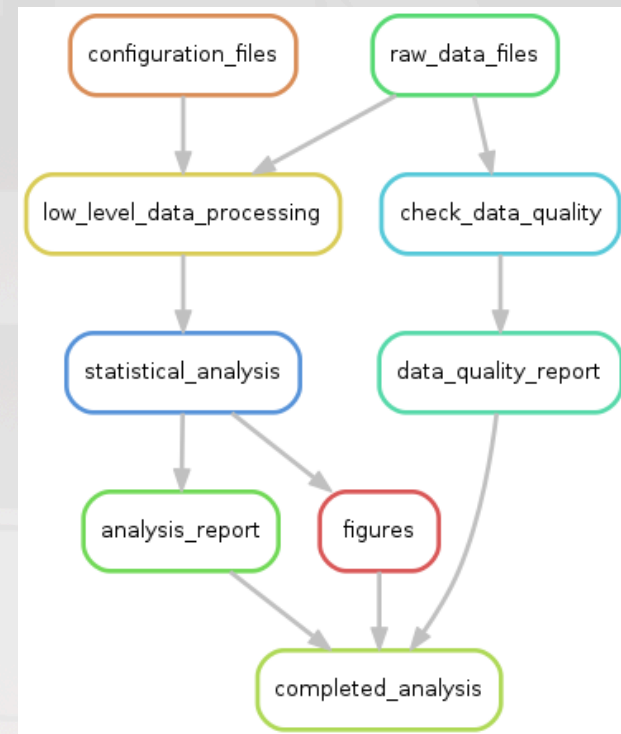 configuration_files
raw_data_files
low_level_data_processing
check_data_quality
statistical_analysis
data_quality_report
analysis_report
figures
completed_analysis